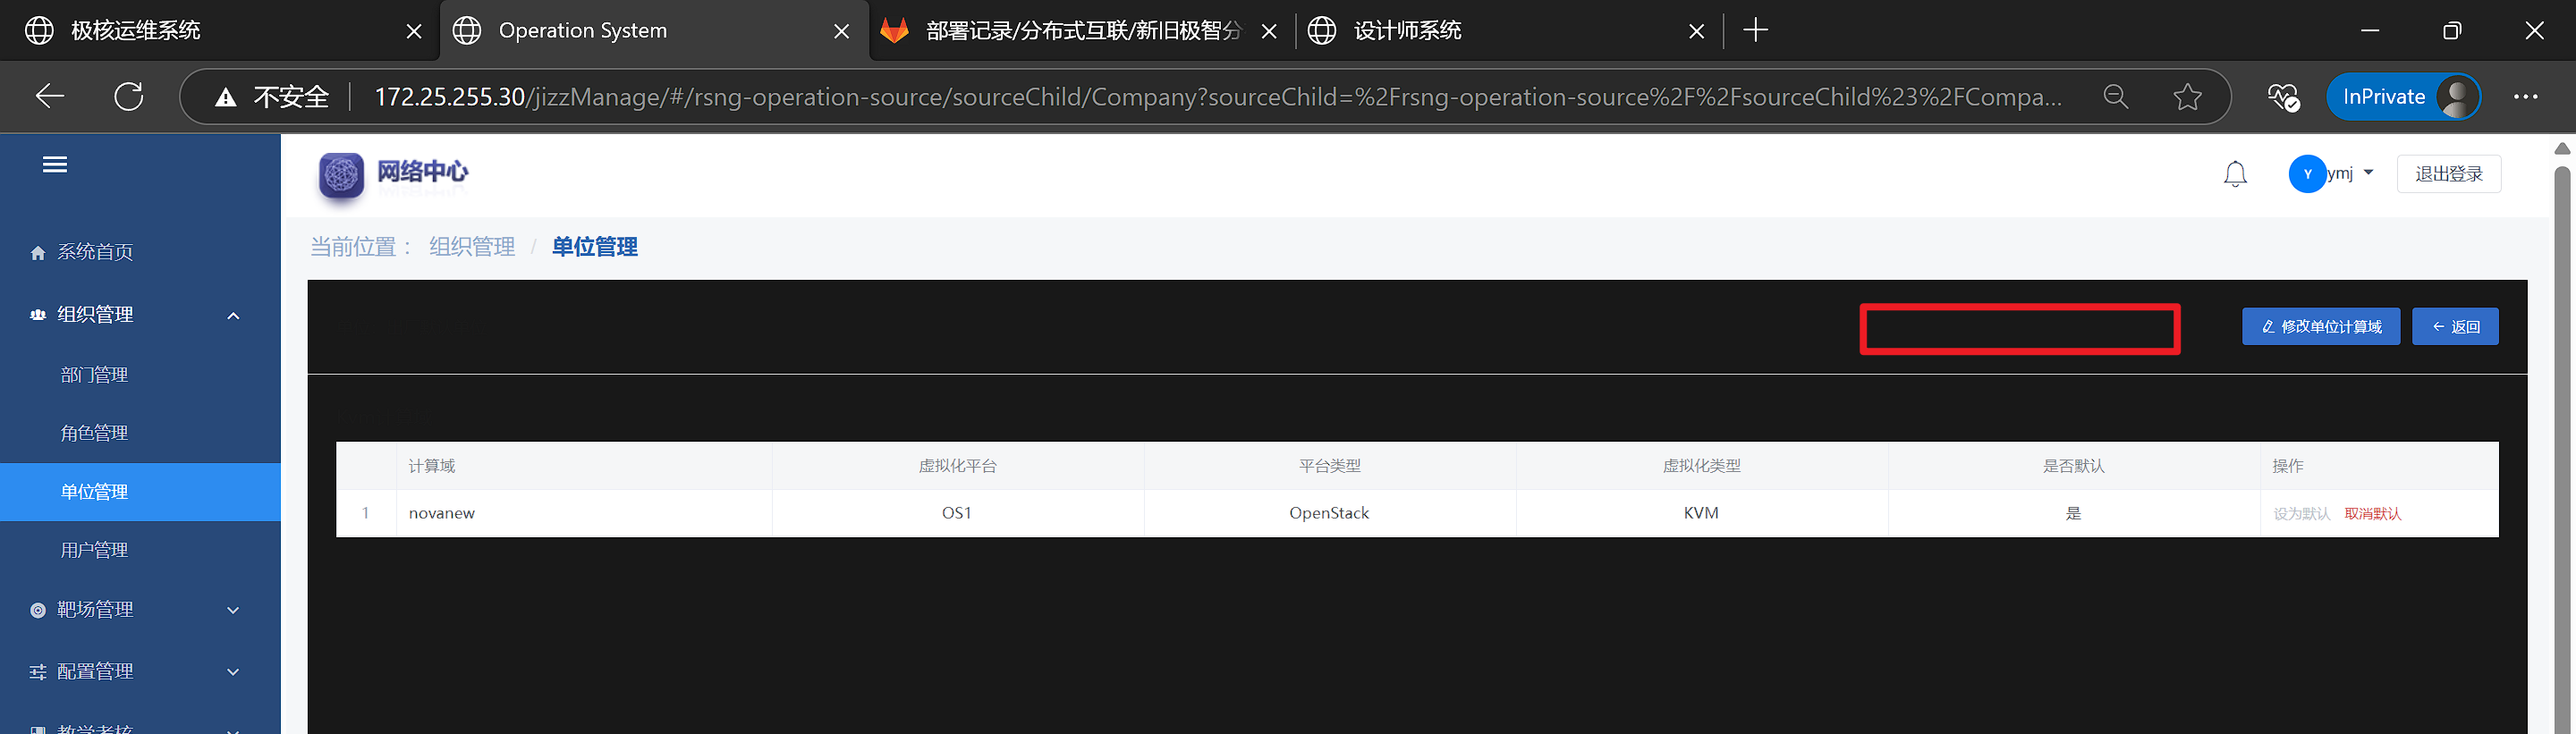 极核运维系统
Operation System
部署记录/分布式互联/新旧极智分
设计师系统
不安全
172.25.255.30/jizzManage/#/rsng-operation-source/sourceChild/Company?sourceChild=%2Frsng-operation-source%2F%2FsourceChild%23%2FCompa...
InPrivate
网络中心
Y
ymj
退出登录
系统首页
组织管理
部门管理
角色管理
单位管理
用户管理
靶场管理
配置管理
教学考核
当前位置： 组织管理 / 单位管理
修改单位计算域
返回
计算域 虚拟化平台 平台类型 虚拟化类型 是否默认 操作
1 novanew OS1 OpenStack KVM 是 设为默认 取消默认